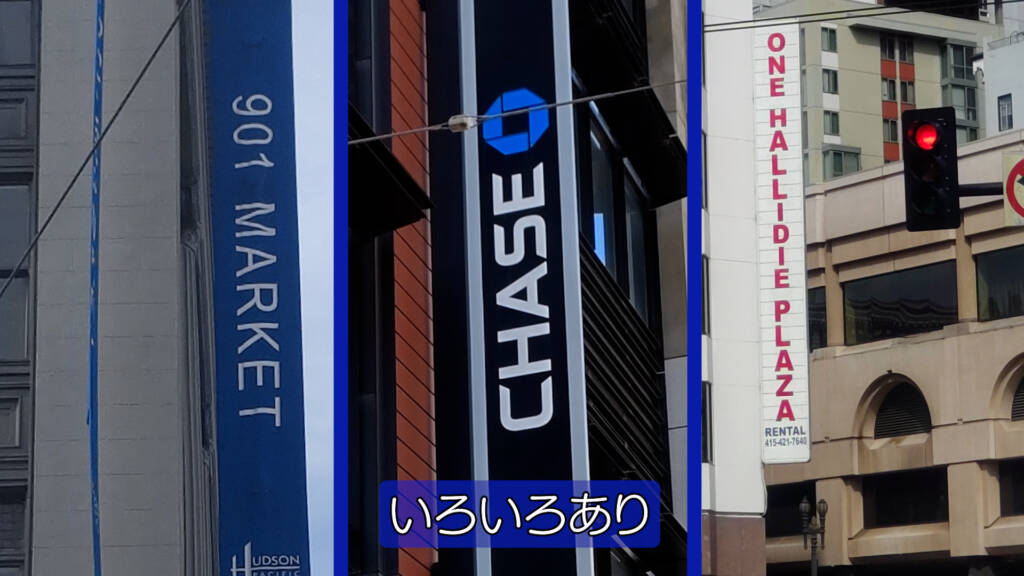 901 MARKET
HUDSON
PACIFIC
CHASE
ONE HALLIDIE PLAZA
RENTAL
415-421-7640
いろいろあり